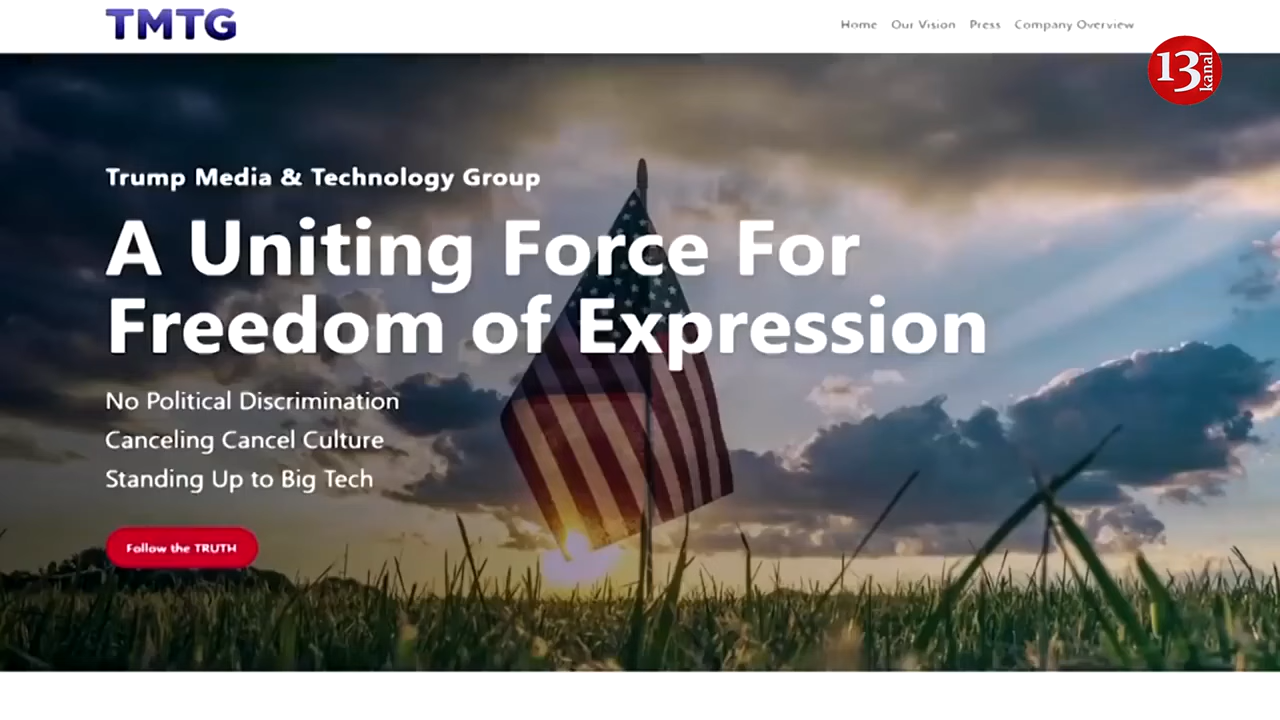 TMTG
Home Our Vision Press Company Overview
13 kanal
Trump Media & Technology Group
A Uniting Force For
Freedom of Expression
No Political Discrimination
Canceling Cancel Culture
Standing Up to Big Tech
Follow the TRUTH